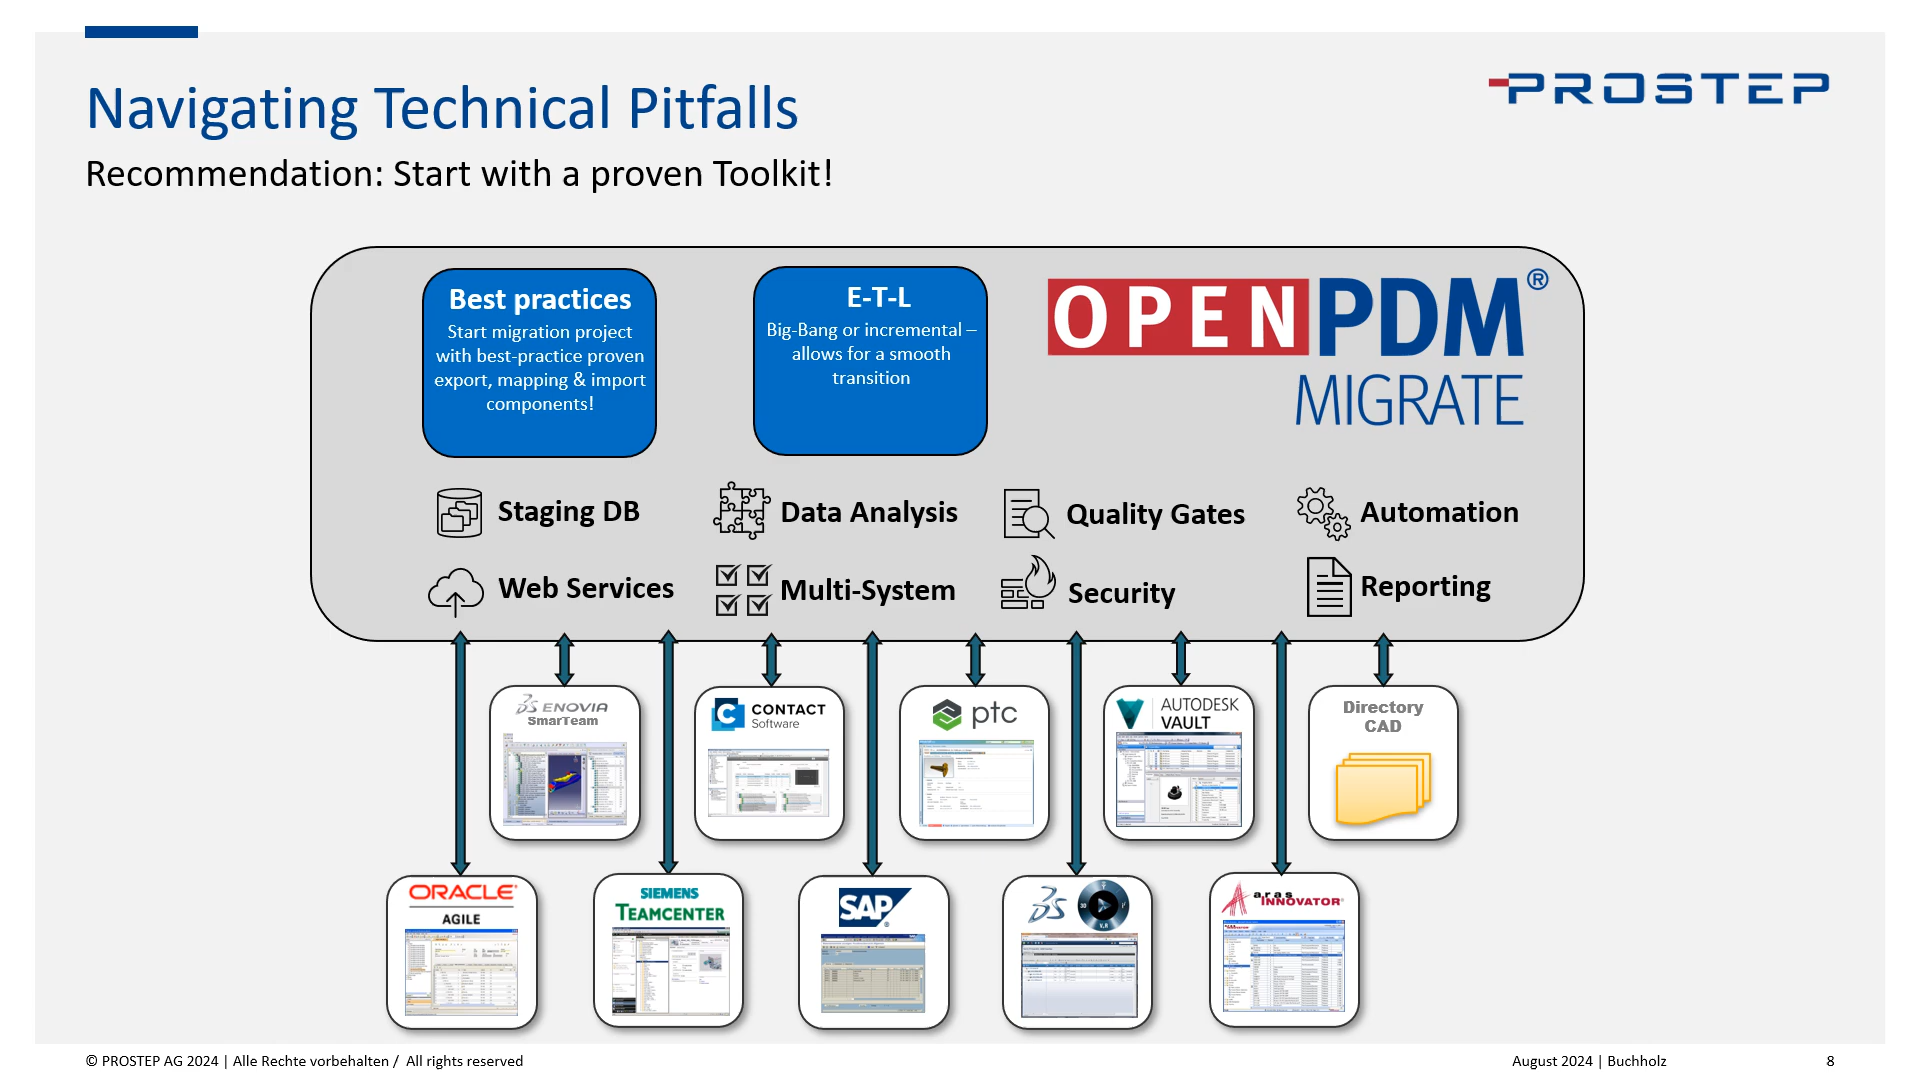 PROSTEP
Navigating Technical Pitfalls
Recommendation: Start with a proven Toolkit!
Best practices
Start migration project
with best-practice proven
export, mapping & import
components!
E-T-L
Big-Bang or incremental –
allows for a smooth
transition
OPENPDM®
MIGRATE
Staging DB
Data Analysis
Quality Gates
Automation
Web Services
Multi-System
Security
Reporting
ENOVIA
SmarTeam
CONTACT
Software
ptc
AUTODESK
VAULT
Directory
CAD
ORACLE
AGILE
SIEMENS
TEAMCENTER
SAP
®
3D
V.R
aras
INNOVATOR
© PROSTEP AG 2024 | Alle Rechte vorbehalten / All rights reserved
August 2024 | Buchholz
8